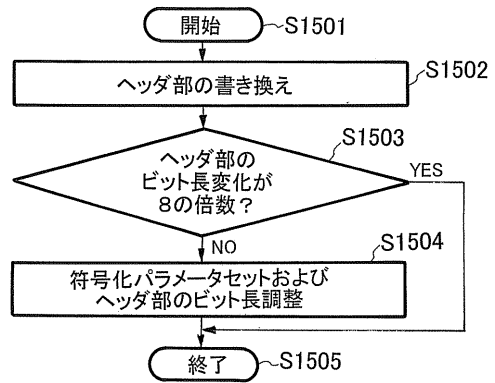 開始
S1501
ヘッダ部の書き換え
S1502
ヘッダ部の
ビット長変化が
8の倍数?
S1503
YES
NO
符号化パラメータセットおよび
ヘッダ部のビット長調整
S1504
終了
S1505